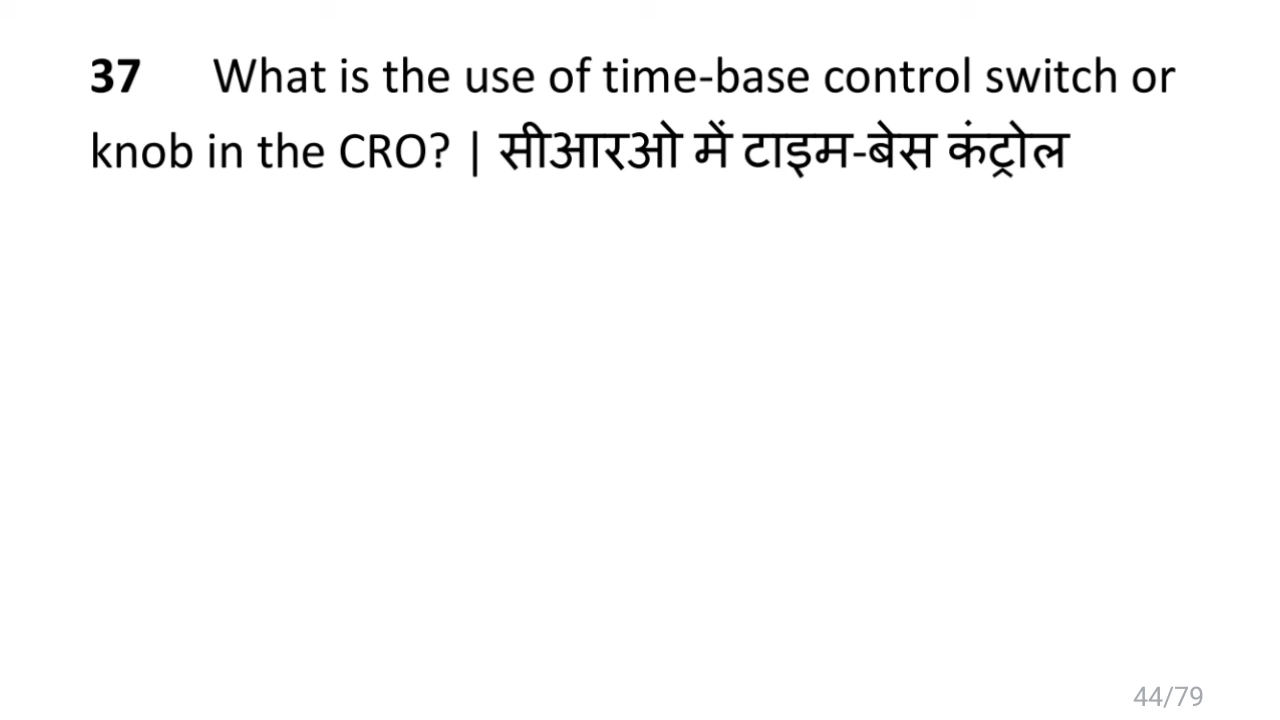 37 What is the use of time-base control switch or
knob in the CRO? | सीआरओ में टाइम-बेस कंट्रोल
44/79